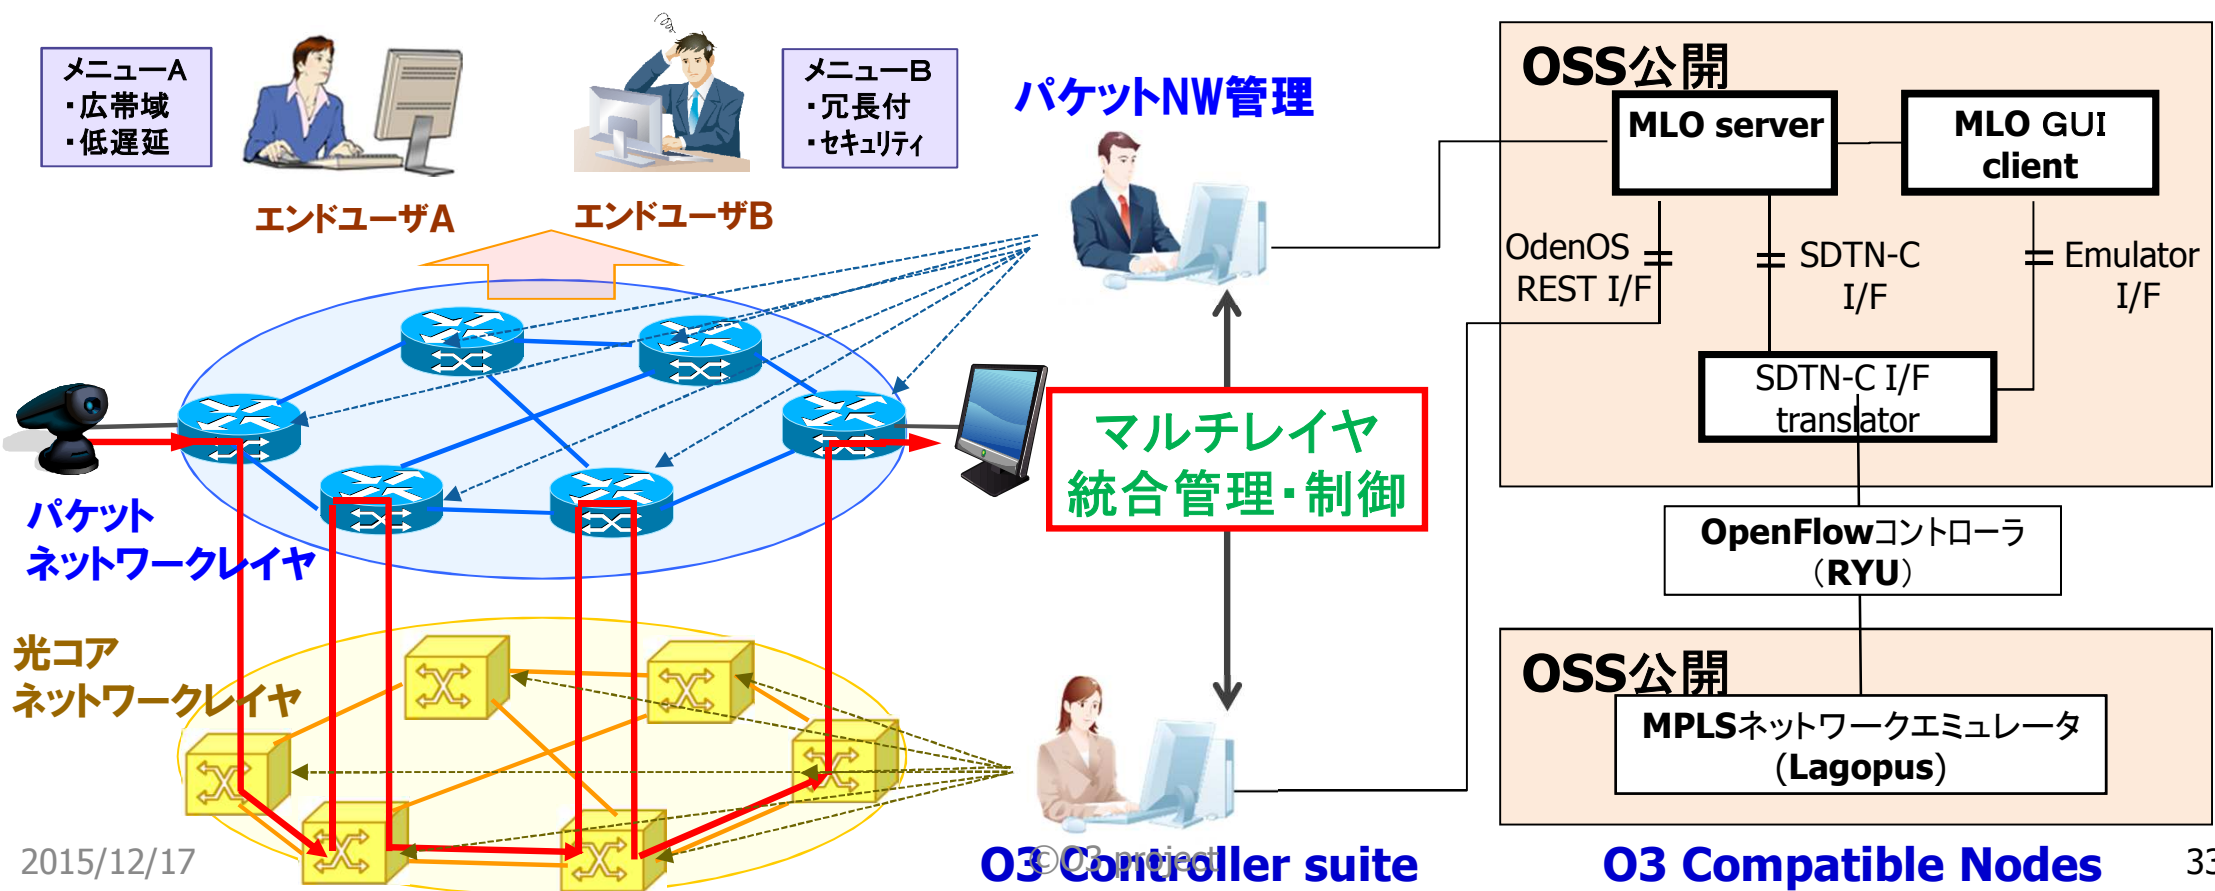 メニューA
・広帯域
・低遅延
エンドユーザA
メニューB
・冗長付
・セキュリティ
エンドユーザB
パケットNW管理
パケット
ネットワークレイヤ
光コア
ネットワークレイヤ
マルチレイヤ
統合管理・制御
OSS公開
MLO server
MLO GUI
client
OdenOS
REST I/F
SDTN-C
I/F
Emulator
I/F
SDTN-C I/F
translator
OpenFlowコントローラ
（RYU）
OSS公開
MPLSネットワークエミュレータ
(Lagopus)
2015/12/17
©O3 project
O3 Controller suite
O3 Compatible Nodes
33